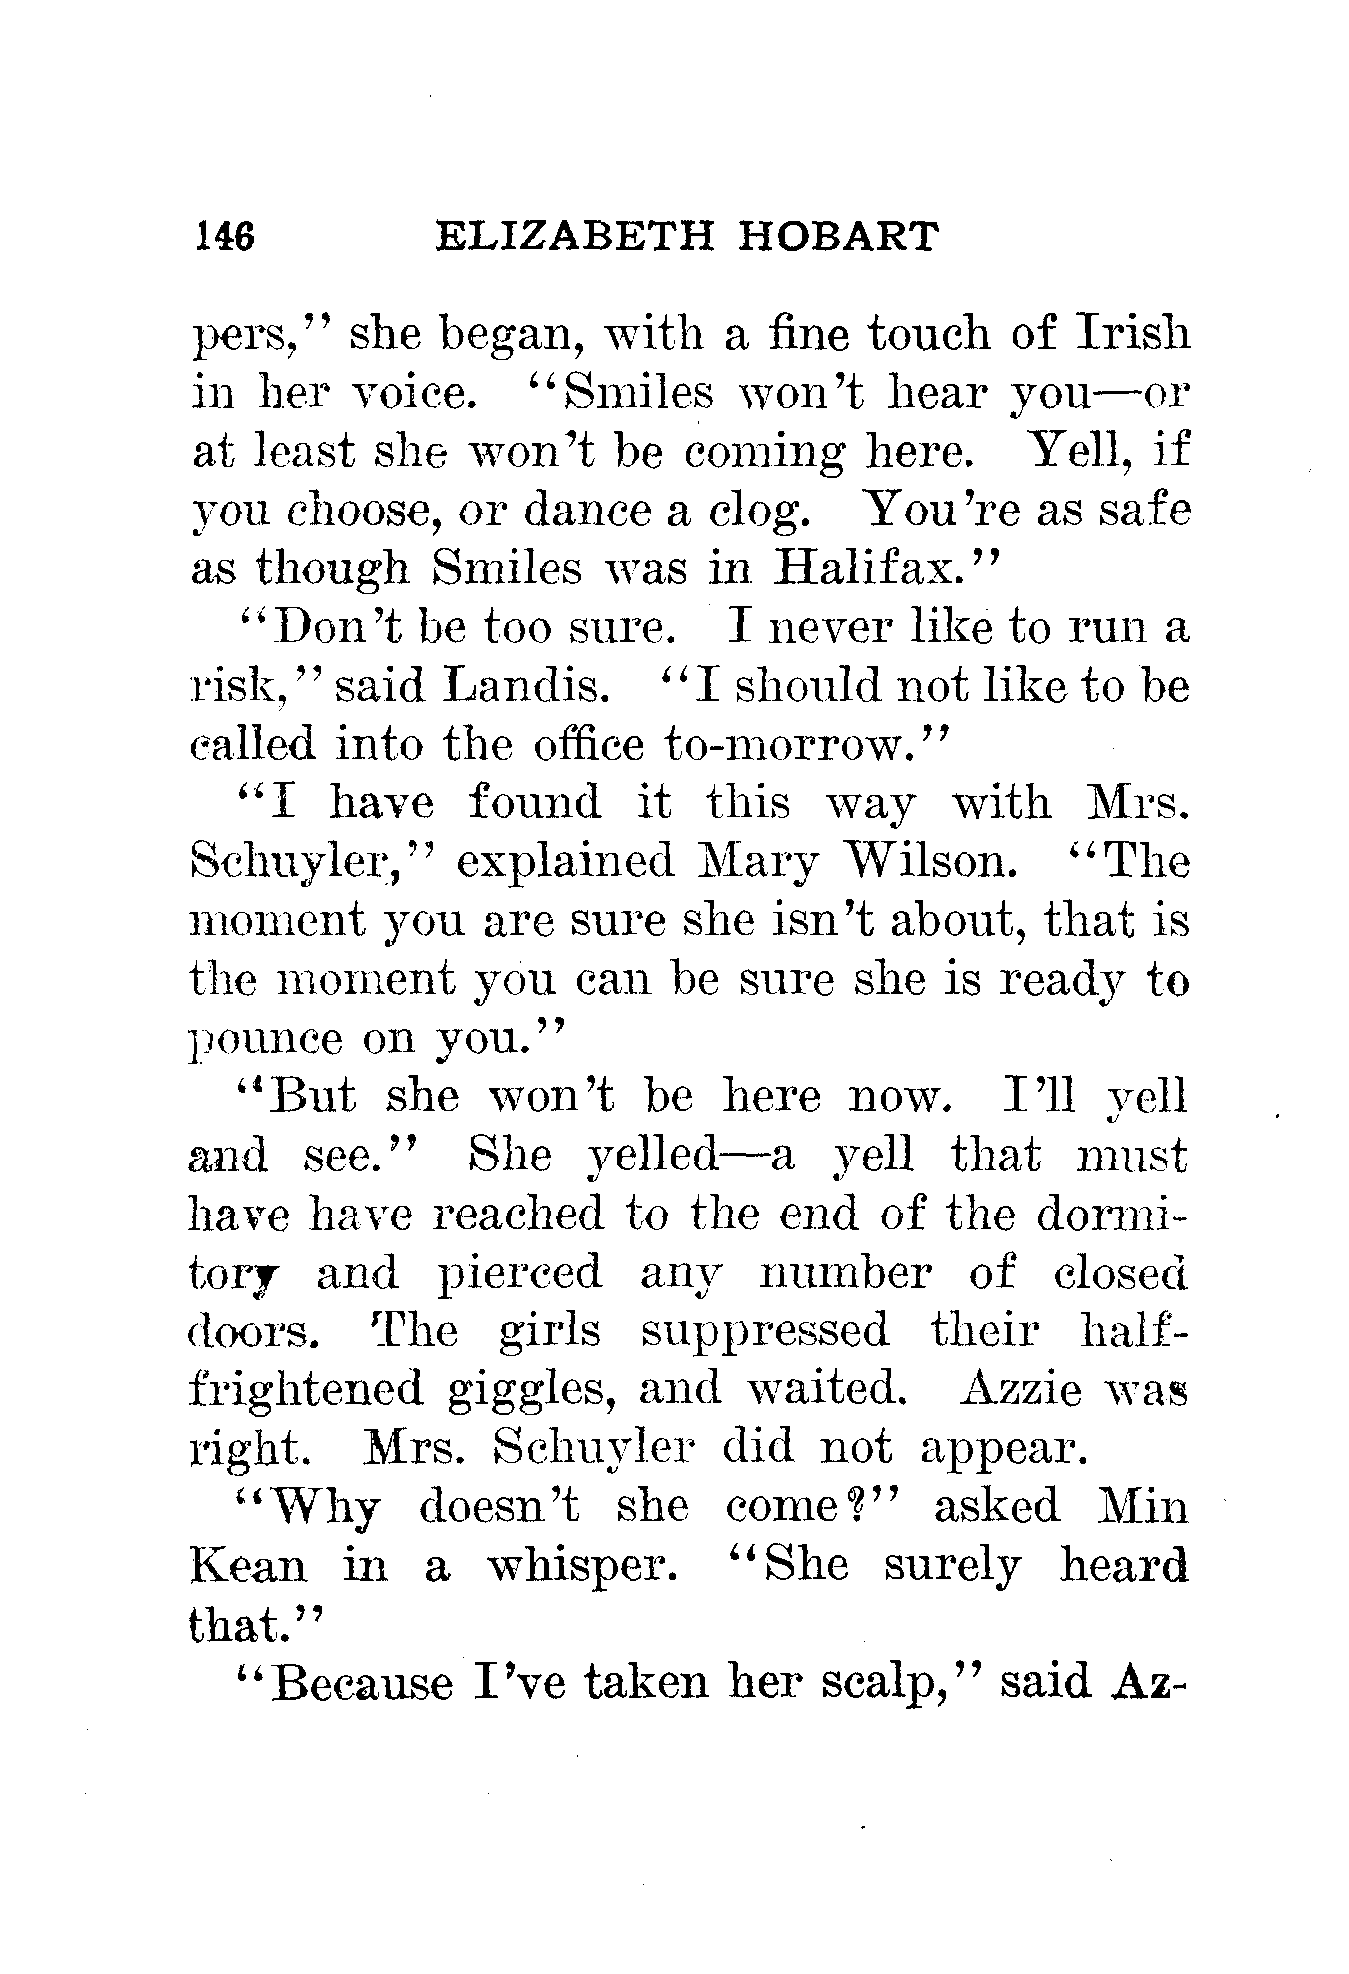 146 ELIZABETH HOBART
pers,'' she began, with a fine touch of Irish
in her voice. ''Smiles won't hear you—or
at least she won't be coming here. Yell, if
you choose, or dance a clog. You're as safe
as though Smiles was in Halifax.''
''Don't be too sure. I never like to run a
risk,'' said Landis. ''I should not like to be
called into the office to-morrow.''
''I have found it this way with Mrs.
Schuyler,'' explained Mary Wilson. ''The
moment you are sure she isn't about, that is
the moment you can be sure she is ready to
pounce on you.''
''But she won't be here now. I'll yell
and see.'' She yelled—a yell that must
have have reached to the end of the dormi-
tory and pierced any number of closed
doors. The girls suppressed their half-
frightened giggles, and waited. Azzie was
right. Mrs. Schuyler did not appear.
''Why doesn't she come?'' asked Min
Kean in a whisper. ''She surely heard
that.''
''Because I've taken her scalp,'' said Az-